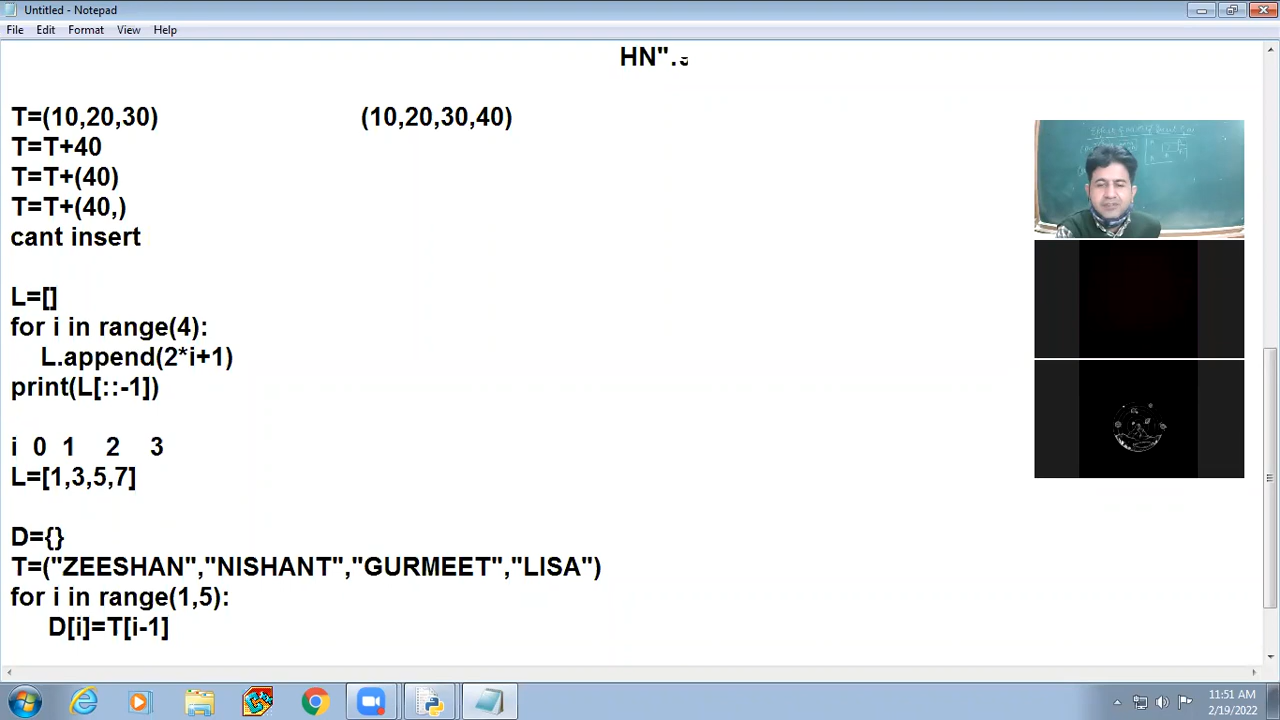 Untitled - Notepad
File Edit Format View Help
HN".
T=(10,20,30) (10,20,30,40)
T=T+40
T=T+(40)
T=T+(40,)
cant insert
L=[]
for i in range(4):
L.append(2*i+1)
print(L[::-1])
i 0 1 2 3
L=[1,3,5,7]
D={}
T=("ZEESHAN","NISHANT","GURMEET","LISA")
for i in range(1,5):
D[i]=T[i-1]
11:51 AM
2/19/2022